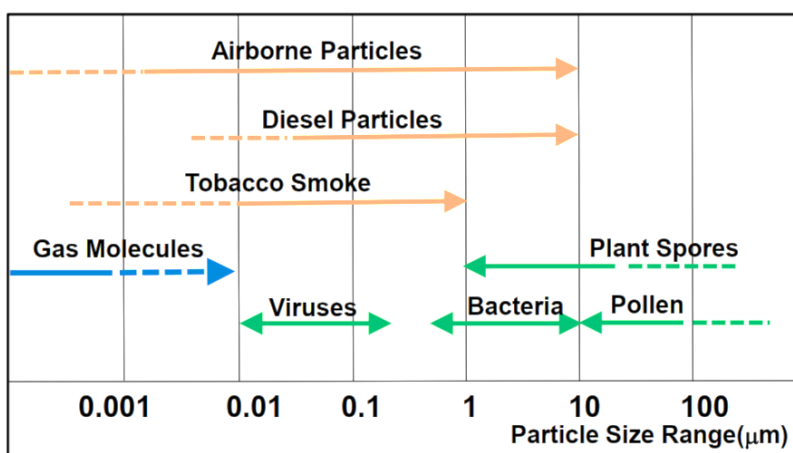 Airborne Particles
Diesel Particles
Tobacco Smoke
Gas Molecules
Plant Spores
Viruses
Bacteria
Pollen
0.001 0.01 0.1 1 10 100
Particle Size Range(μm)